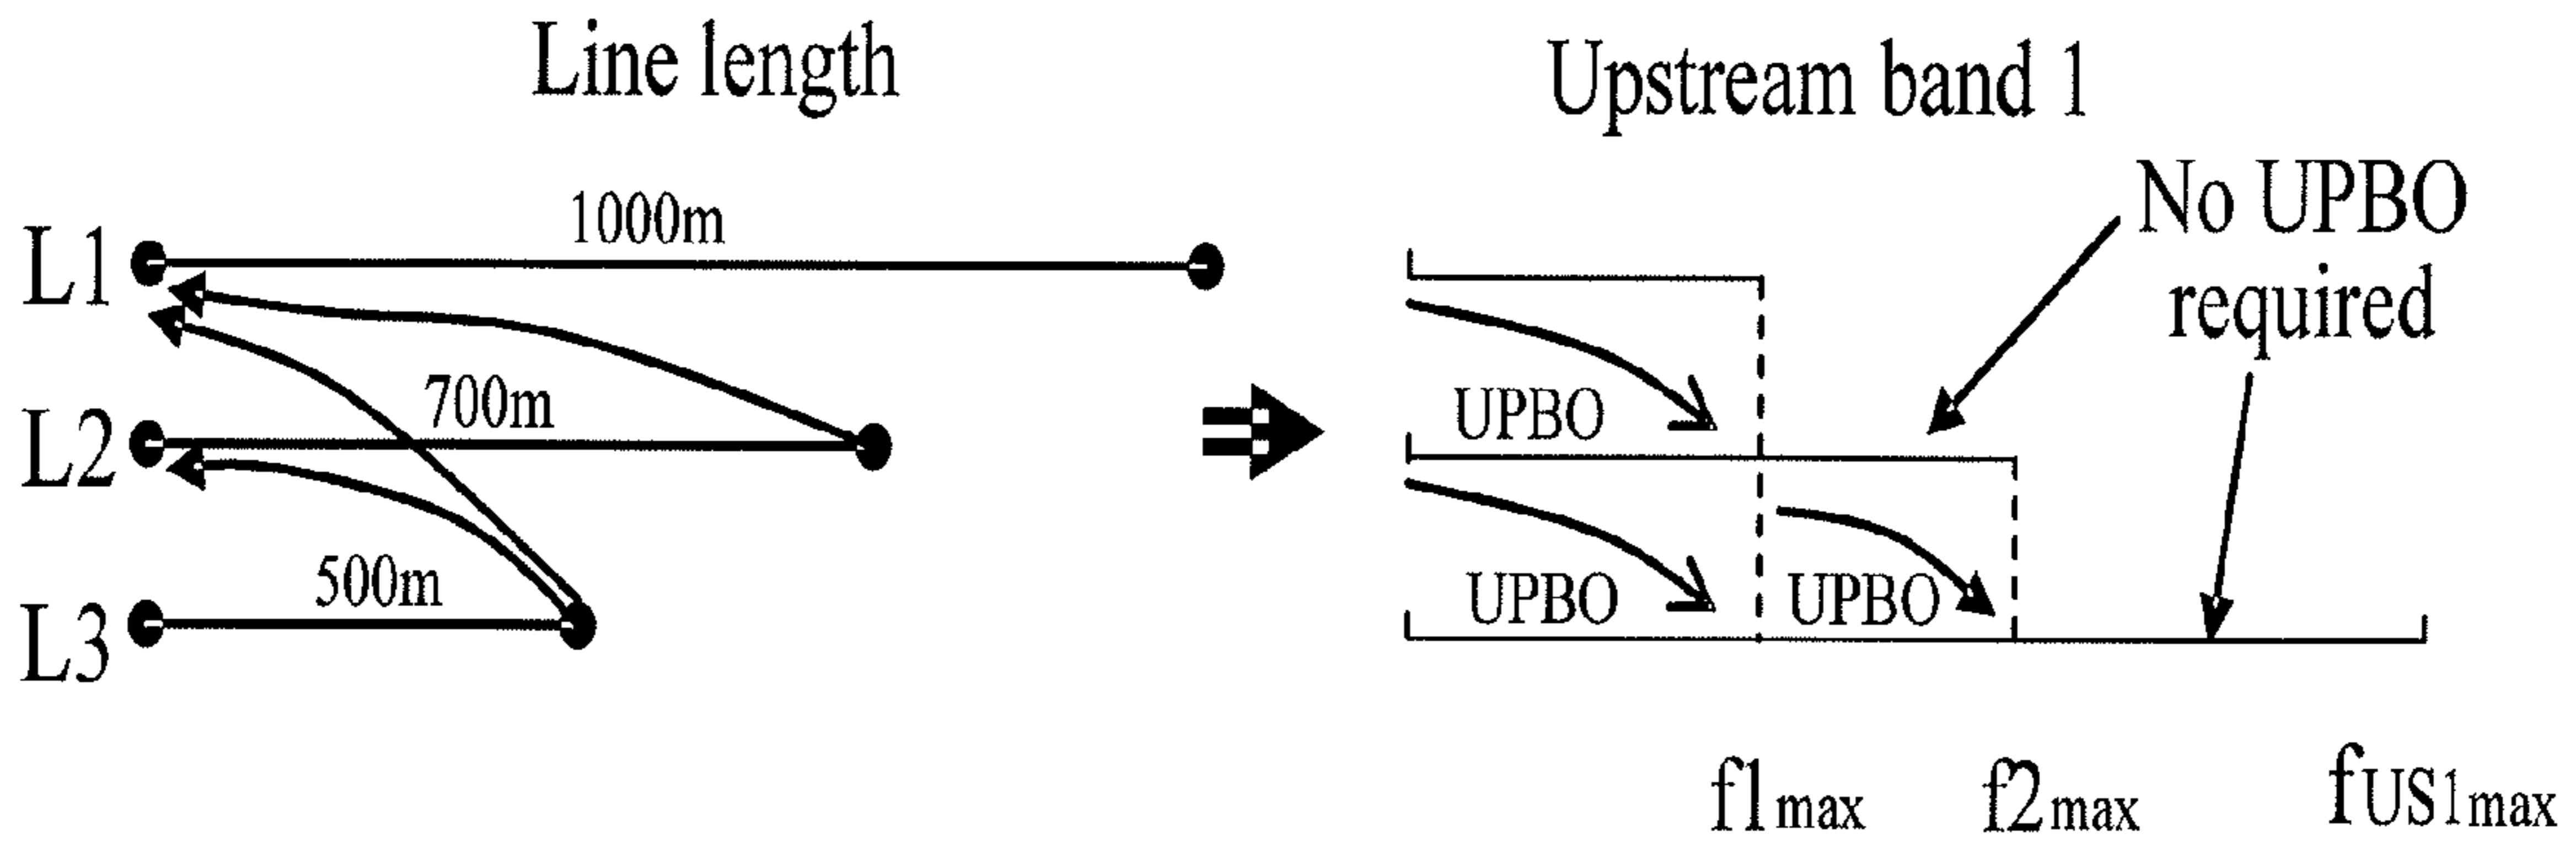 Line length
Upstream band 1
No UPBO
required
L1
1000m
L2
700m
L3
500m
UPBO
UPBO
UPBO
f1max
f2max
fUS1max